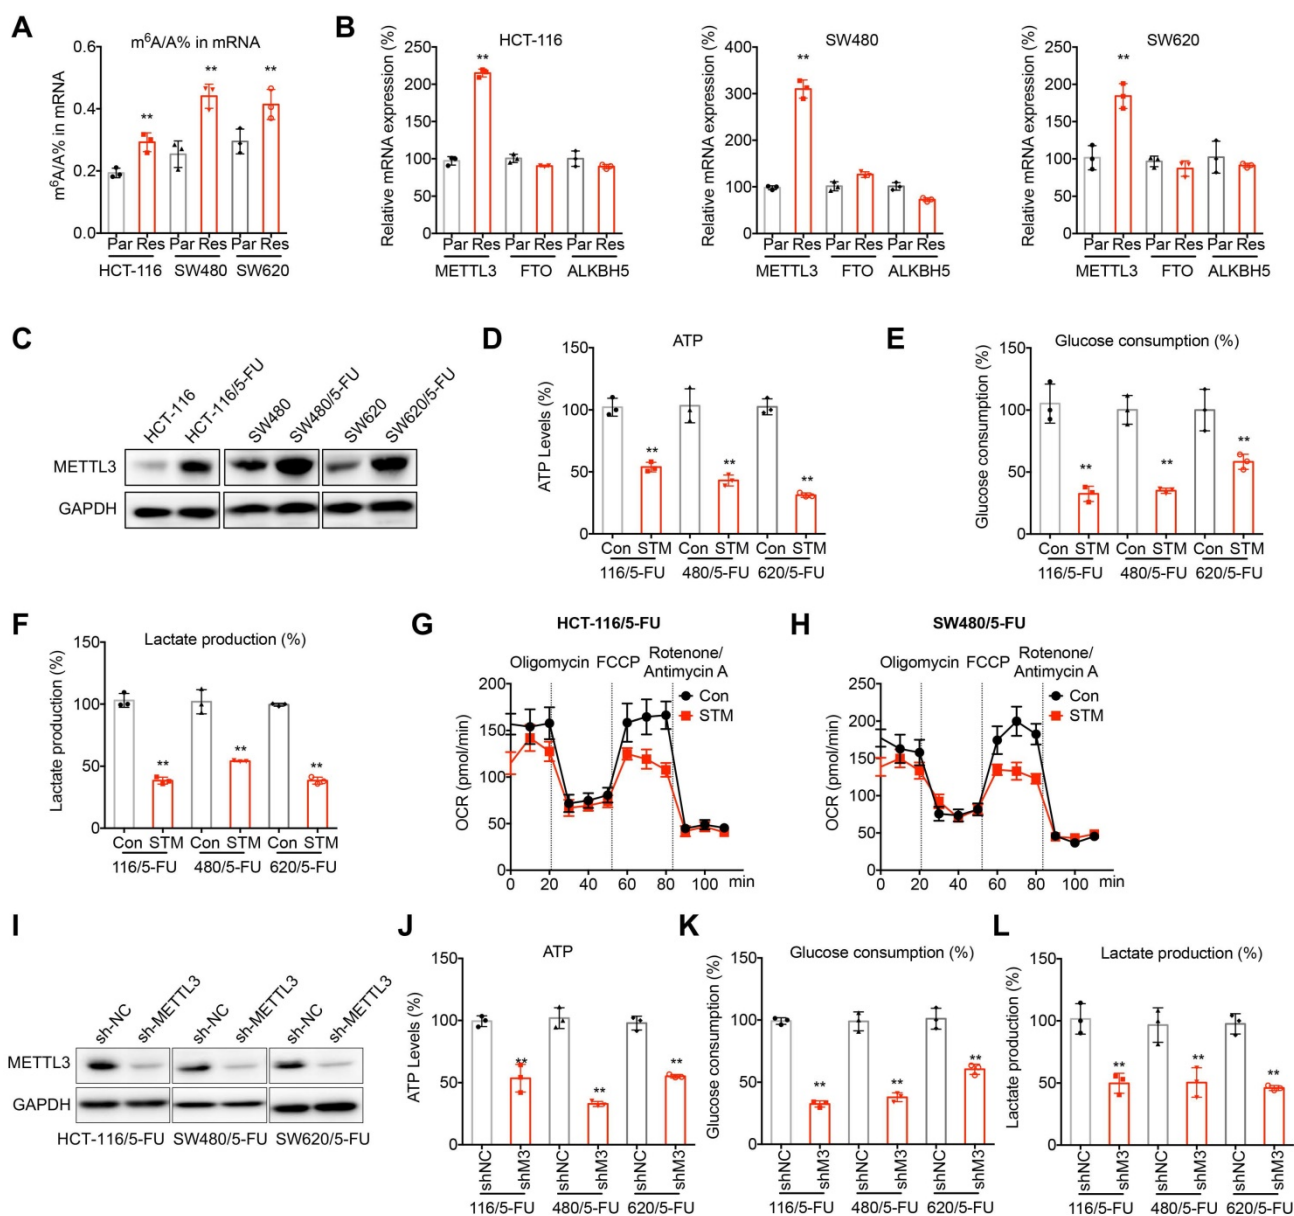 A
m⁶A/A% in mRNA
m⁶A/A% in mRNA
0.6
0.4
0.2
0.0
**
**
**
Par Res Par Res Par Res
HCT-116 SW480 SW620
B
HCT-116
Relative mRNA expression (%)
250
200
150
100
50
0
**
Par Res Par Res Par Res
METTL3 FTO ALKBH5
SW480
Relative mRNA expression (%)
400
300
200
100
0
**
Par Res Par Res Par Res
METTL3 FTO ALKBH5
SW620
Relative mRNA expression (%)
250
200
150
100
50
0
**
Par Res Par Res Par Res
METTL3 FTO ALKBH5
C
HCT-116
HCT-116/5-FU
SW480
SW480/5-FU
SW620
SW620/5-FU
METTL3
GAPDH
D
ATP
ATP Levels (%)
150
100
50
0
**
**
**
Con STM Con STM Con STM
116/5-FU 480/5-FU 620/5-FU
E
Glucose consumption (%)
Glucose consumption (%)
150
100
50
0
**
**
**
Con STM Con STM Con STM
116/5-FU 480/5-FU 620/5-FU
F
Lactate production (%)
Lactate production (%)
150
100
50
0
**
**
**
Con STM Con STM Con STM
116/5-FU 480/5-FU 620/5-FU
G
HCT-116/5-FU
Oligomycin FCCP Rotenone/
Antimycin A
Con
STM
OCR (pmol/min)
200
150
100
50
0
0 20 40 60 80 100 min
H
SW480/5-FU
Oligomycin FCCP Rotenone/
Antimycin A
Con
STM
OCR (pmol/min)
250
200
150
100
50
0
0 20 40 60 80 100 min
I
sh-NC
sh-METTL3
sh-NC
sh-METTL3
sh-NC
sh-METTL3
METTL3
GAPDH
HCT-116/5-FU SW480/5-FU SW620/5-FU
J
ATP
ATP Levels (%)
150
100
50
0
**
**
**
shNC
shM3
shNC
shM3
shNC
shM3
116/5-FU 480/5-FU 620/5-FU
K
Glucose consumption (%)
Glucose consumption (%)
150
100
50
0
**
**
**
shNC
shM3
shNC
shM3
shNC
shM3
116/5-FU 480/5-FU 620/5-FU
L
Lactate production (%)
Lactate production (%)
150
100
50
0
**
**
**
shNC
shM3
shNC
shM3
shNC
shM3
116/5-FU 480/5-FU 620/5-FU